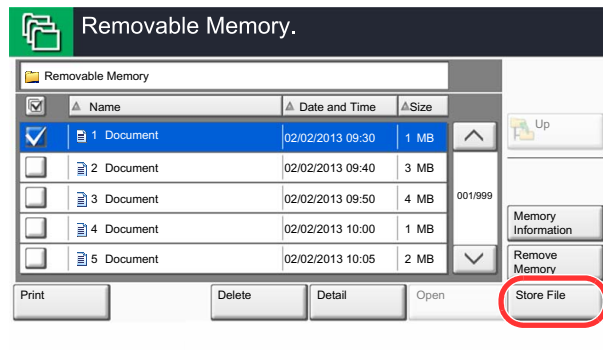 Removable Memory.
Removable Memory
Name Date and Time Size
1 Document 02/02/2013 09:30 1 MB
Up
2 Document 02/02/2013 09:40 3 MB
3 Document 02/02/2013 09:50 4 MB
001/999
4 Document 02/02/2013 10:00 1 MB
Memory
Information
5 Document 02/02/2013 10:05 2 MB
Remove
Memory
Print Delete Detail Open Store File